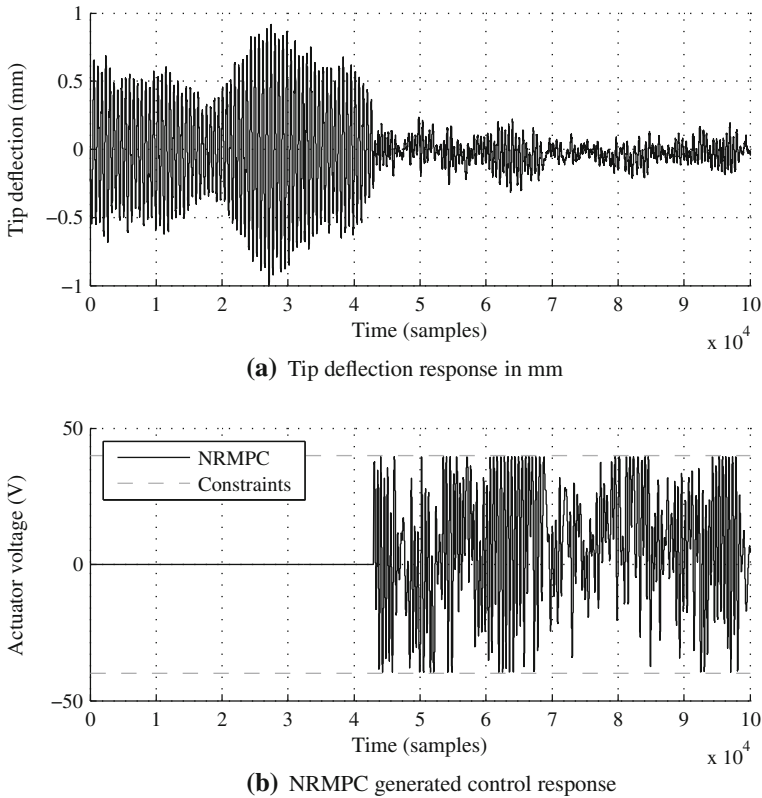 1
0.5
0
−0.5
−1
Tip deflection (mm)
0 1 2 3 4 5 6 7 8 9 10
Time (samples)
x 10^4
(a) Tip deflection response in mm
50
0
−50
Actuator voltage (V)
NRMPC
Constraints
0 1 2 3 4 5 6 7 8 9 10
Time (samples)
x 10^4
(b) NRMPC generated control response